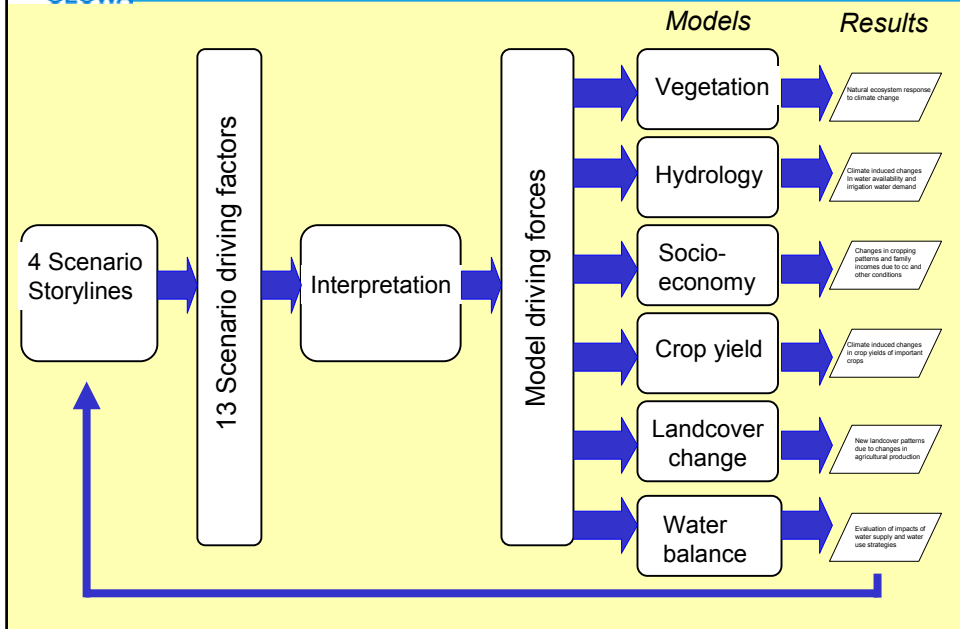 Models
Results
4 Scenario
Storylines
13 Scenario driving factors
Interpretation
Model driving forces
Vegetation
Natural ecosystem response
to climate change
Hydrology
Climate induced changes
In water availability and
irrigation water demand
Socio-
economy
Changes in cropping
patterns and family
incomes due to cc and
other conditions
Crop yield
Climate induced changes
in crop yields of important
crops
Landcover
change
New landcover patterns
due to changes in
agricultural production
Water
balance
Evaluation of impacts of
water supply and water
use strategies